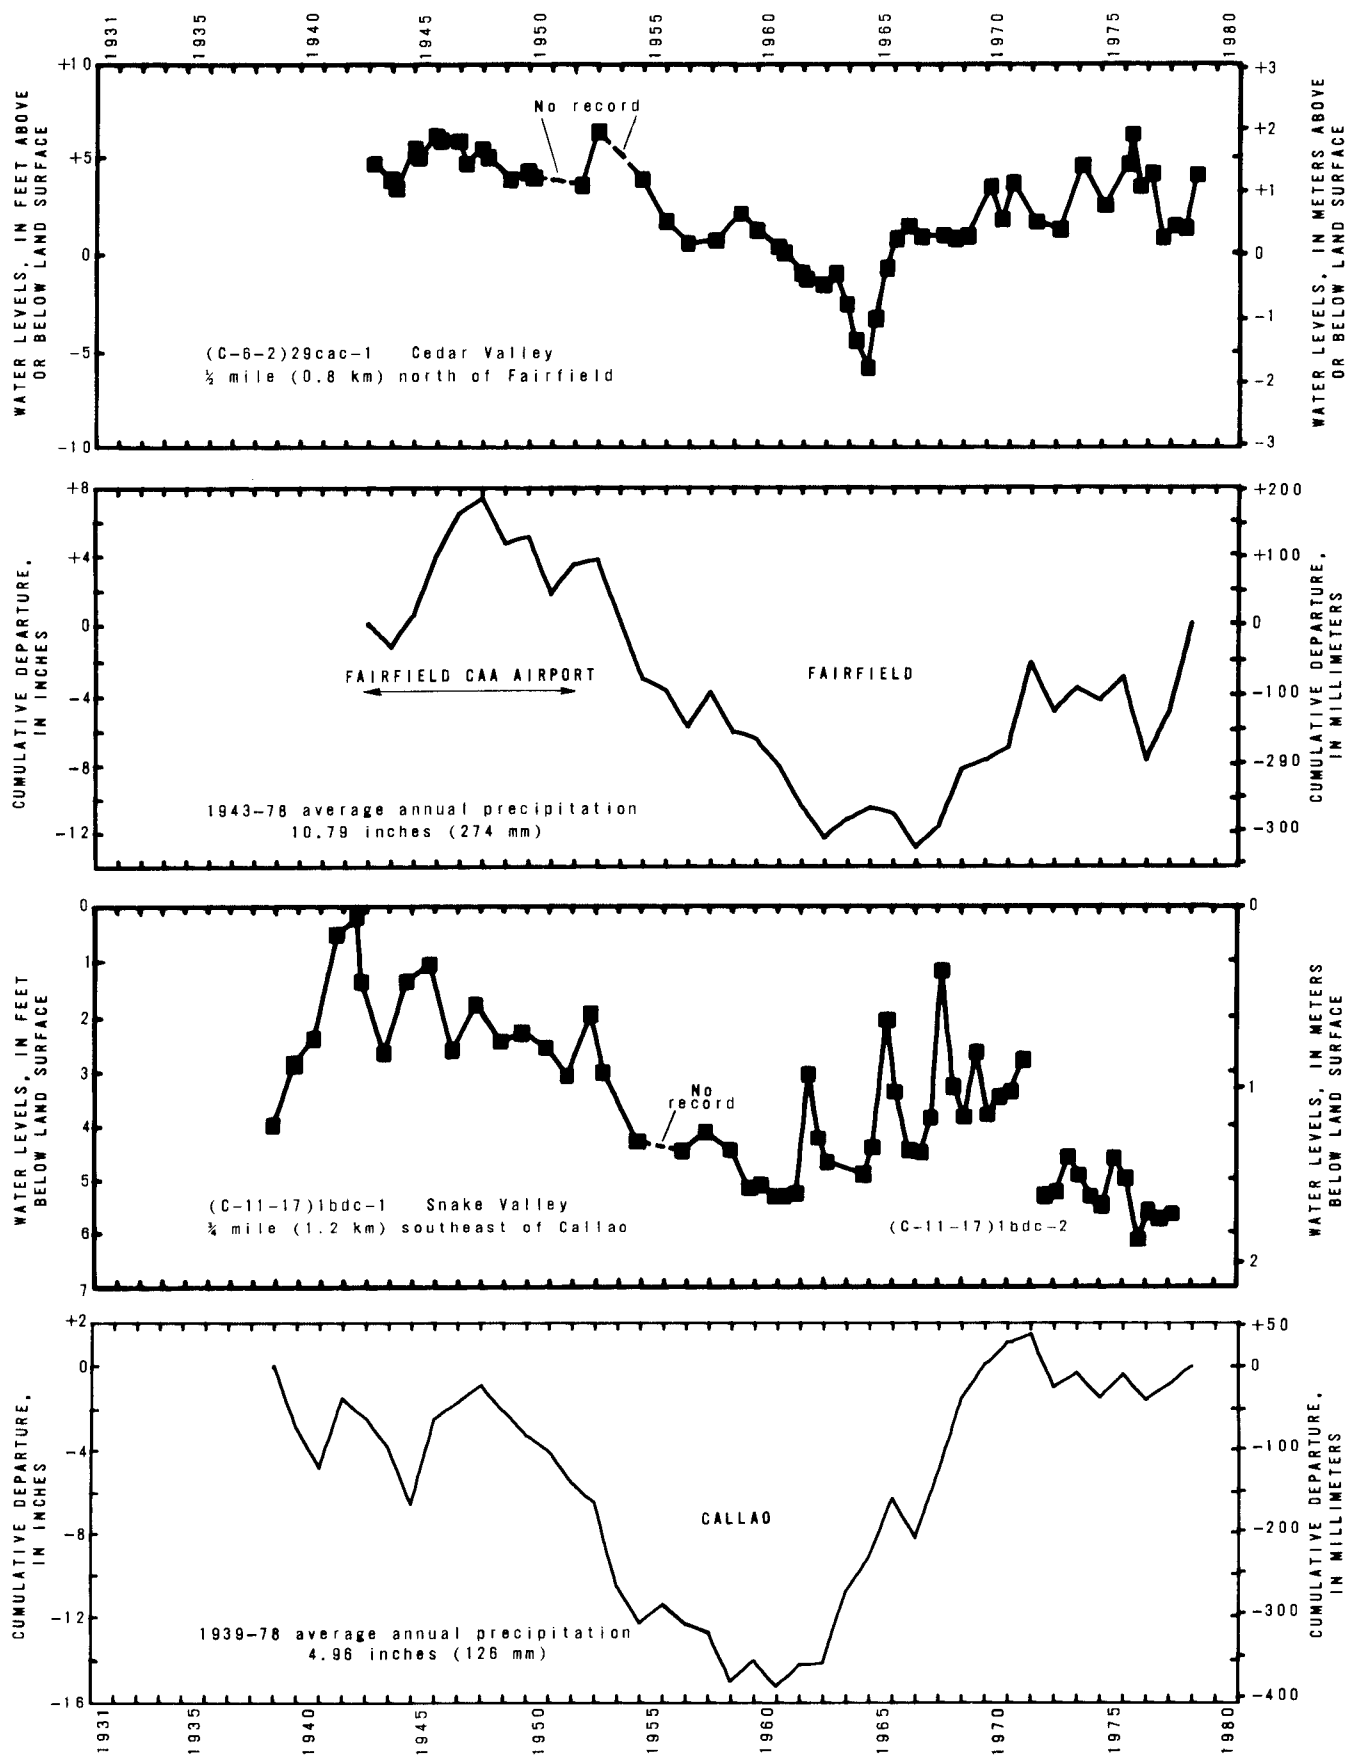 1931 1935 1940 1945 1950 1955 1960 1965 1970 1975 1980
WATER LEVELS, IN FEET ABOVE
OR BELOW LAND SURFACE
+10
+5
0
-5
-10
No record
(C-6-2)29cac-1 Cedar Valley
½ mile (0.8 km) north of Fairfield
+3
+2
+1
0
-1
-2
-3
WATER LEVELS, IN METERS ABOVE
OR BELOW LAND SURFACE
CUMULATIVE DEPARTURE,
IN INCHES
+8
+4
0
-4
-8
-12
FAIRFIELD CAA AIRPORT
FAIRFIELD
1943-78 average annual precipitation
10.79 inches (274 mm)
+200
+100
0
-100
-290
-300
CUMULATIVE DEPARTURE,
IN MILLIMETERS
WATER LEVELS, IN FEET
BELOW LAND SURFACE
0
1
2
3
4
5
6
7
No
record
(C-11-17)1bdc-1 Snake Valley
¾ mile (1.2 km) southeast of Callao
(C-11-17)1bdc-2
0
1
2
WATER LEVELS, IN METERS
BELOW LAND SURFACE
CUMULATIVE DEPARTURE,
IN INCHES
+2
0
-4
-8
-12
-16
CALLAO
1939-78 average annual precipitation
4.96 inches (126 mm)
+50
0
-100
-200
-300
-400
CUMULATIVE DEPARTURE,
IN MILLIMETERS
1931 1935 1940 1945 1950 1955 1960 1965 1970 1975 1980